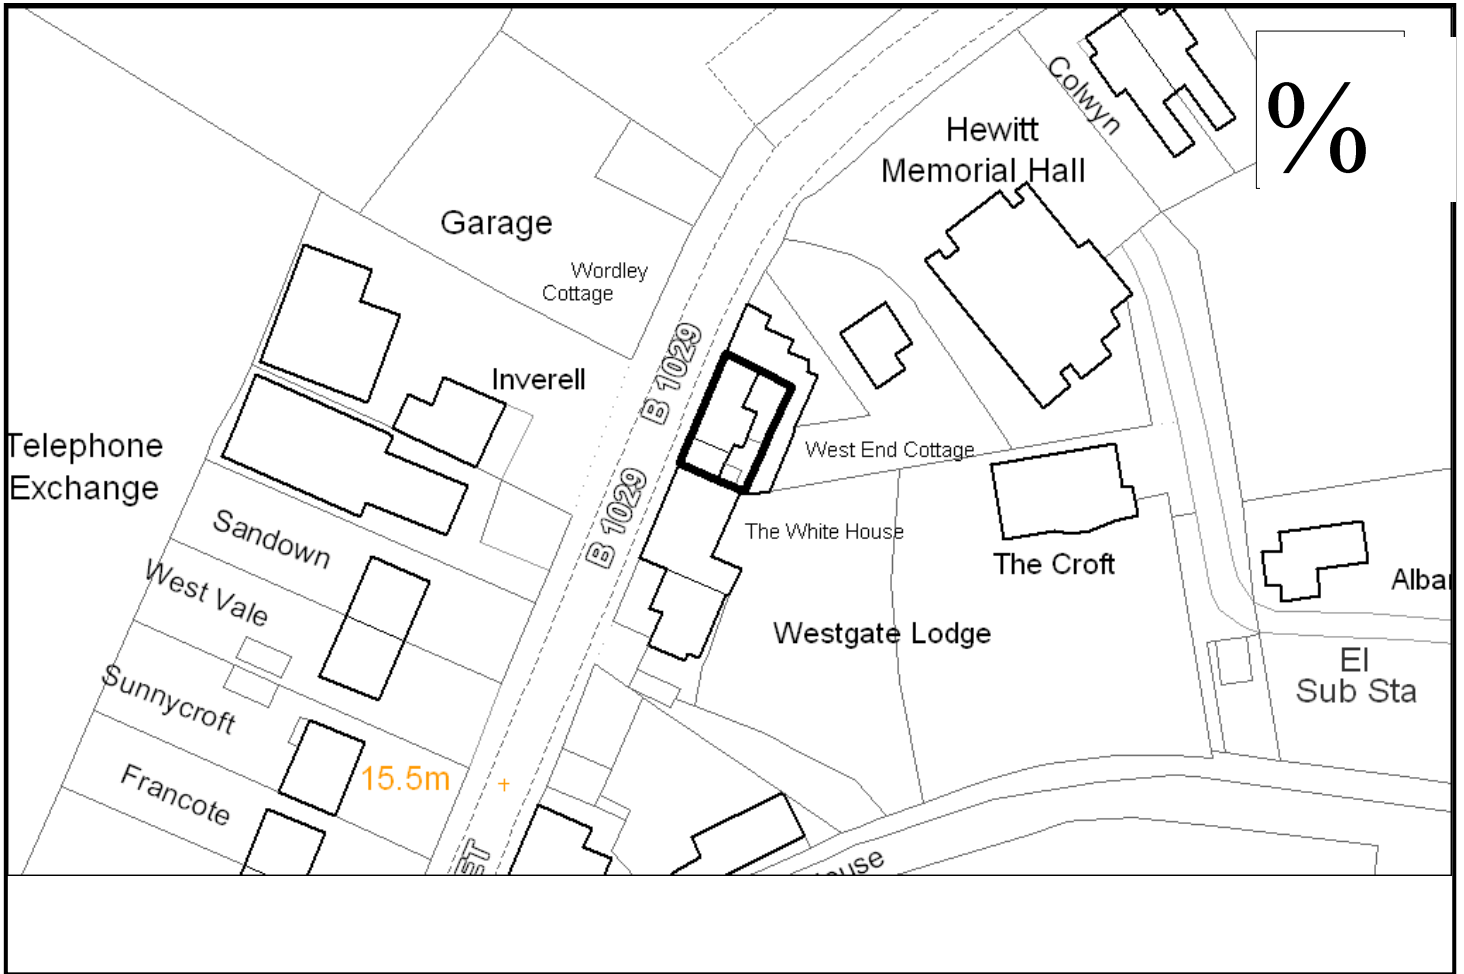 Colwyn
%
Hewitt
Memorial Hall
Garage
Wordley
Cottage
B 1029
Inverell
Telephone
Exchange
West End Cottage
B 1029
Sandown
The White House
The Croft
West Vale
Westgate Lodge
El
Sub Sta
Sunnycroft
15.5m
Francote